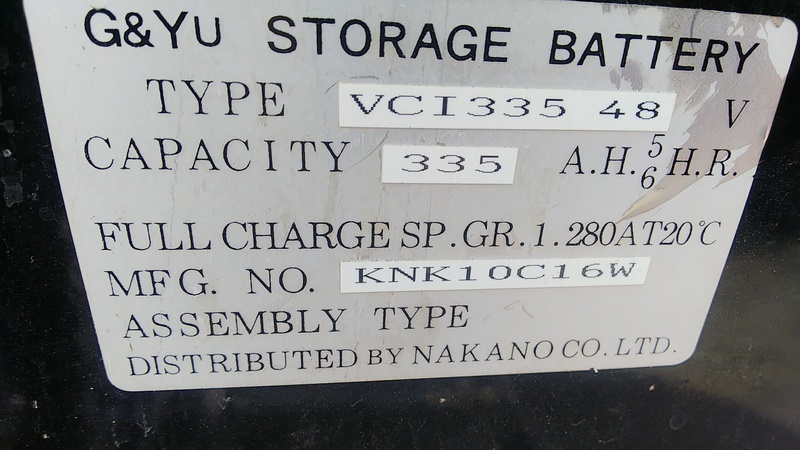 G&YU STORAGE BATTERY
TYPE VCI335 48 V
CAPACITY 335 A.H. 5/6 H.R.
FULL CHARGE SP.GR.1.280AT20℃
MFG. NO. KNK10C16W
ASSEMBLY TYPE
DISTRIBUTED BY NAKANO CO.LTD.